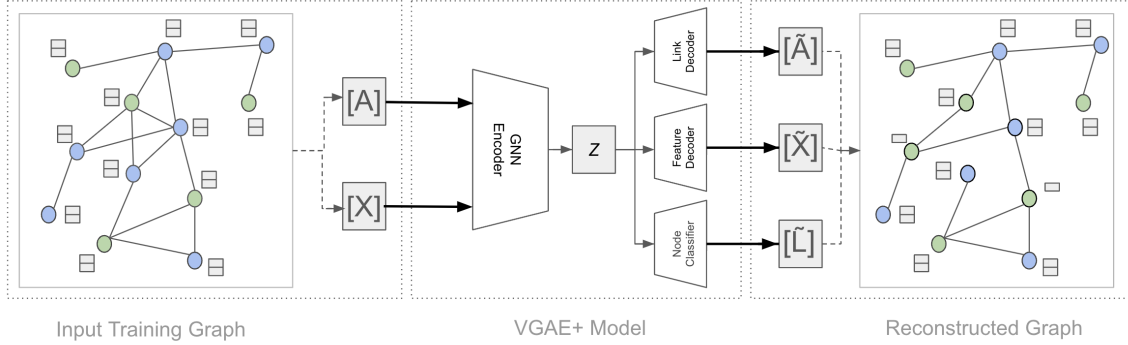 [A]
[X]
GNN
Encoder
Z
Link
Decoder
Feature
Decoder
Node
Classifier
[Ã]
[X̃]
[L̃]
Input Training Graph
VGAE+ Model
Reconstructed Graph